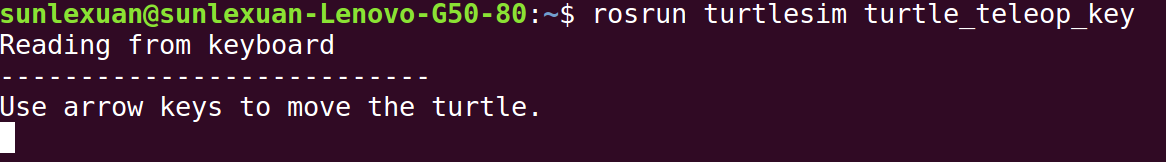 sunlexuan@sunlexuan-Lenovo-G50-80:~$ rosrun turtlesim turtle_teleop_key
Reading from keyboard
---------------------------
Use arrow keys to move the turtle.